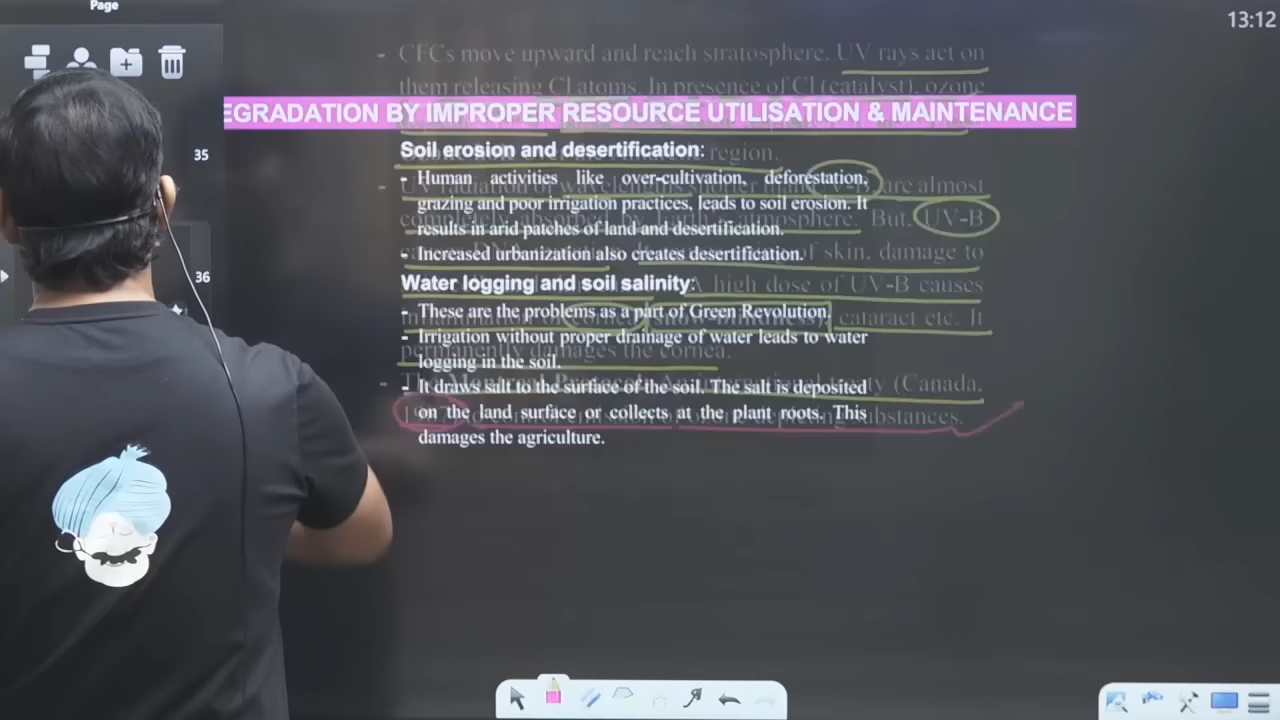 Page
13:12
35
36
- CFCs move upward and reach stratosphere. UV rays act on
them releasing Cl atoms. In presence of Cl (catalyst), ozone
EGRADATION BY IMPROPER RESOURCE UTILISATION & MAINTENANCE
region.
Soil erosion and desertification:
- Human activities like over-cultivation, deforestation,
grazing and poor irrigation practices, leads to soil erosion. It
results in arid patches of land and desertification.
- Increased urbanization also creates desertification.
- UV radiation of wavelengths shorter than UV-B are almost
completely absorbed by Earth's atmosphere. But, UV-B
of skin, damage to
A high dose of UV-B causes
cataract etc. It
permanently damages the cornea.
Water logging and soil salinity:
- These are the problems as a part of Green Revolution.
- Irrigation without proper drainage of water leads to water
logging in the soil.
- It draws salt to the surface of the soil. The salt is deposited
on the land surface or collects at the plant roots. This
damages the agriculture.
(Canada,
substances.